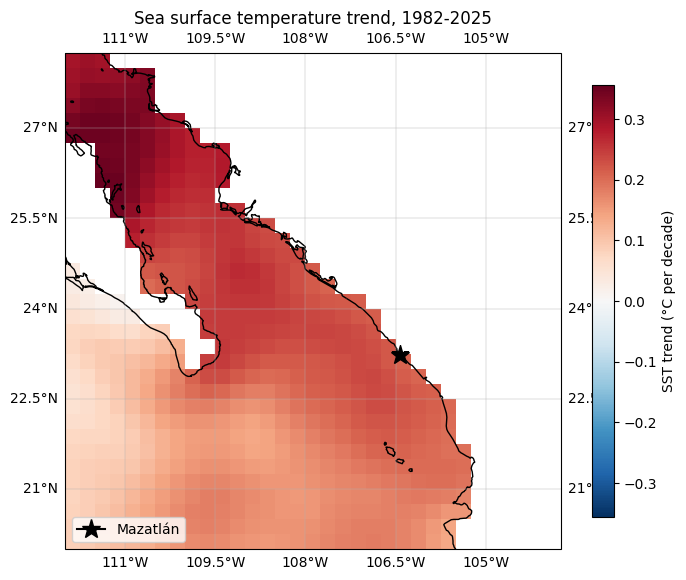 Sea surface temperature trend, 1982-2025
111°W 109.5°W 108°W 106.5°W 105°W
27°N 27°N
25.5°N 25.5°N
24°N 24°N
22.5°N 22.5°N
21°N 21°N
111°W 109.5°W 108°W 106.5°W 105°W
Mazatlán
0.3
0.2
0.1
0.0
−0.1
−0.2
−0.3
SST trend (°C per decade)